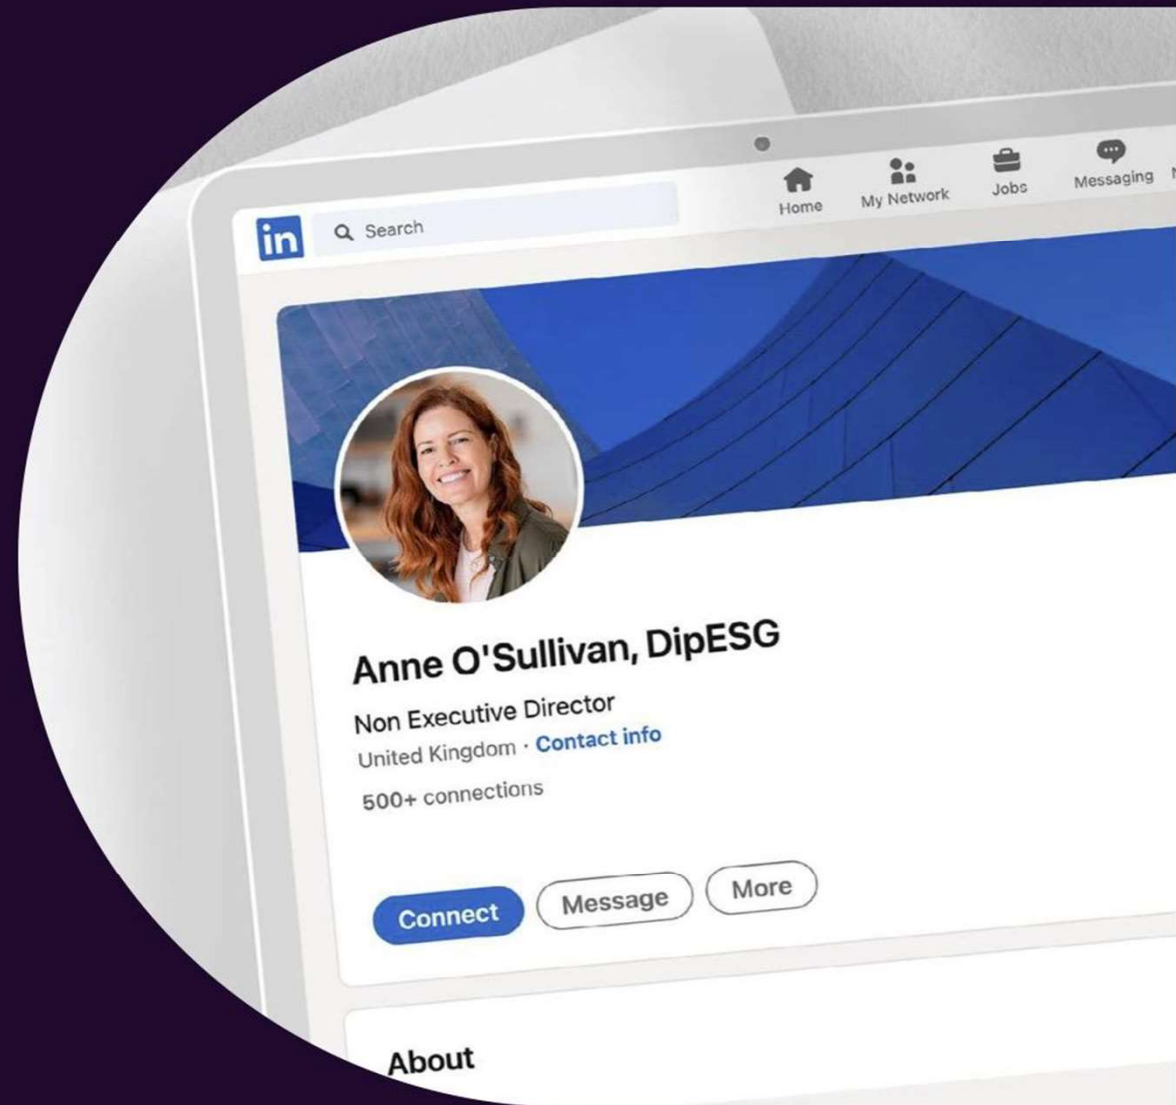 in
Search
Home
My Network
Jobs
Messaging
Anne O'Sullivan, DipESG
Non Executive Director
United Kingdom · Contact info
500+ connections
Connect
Message
More
About